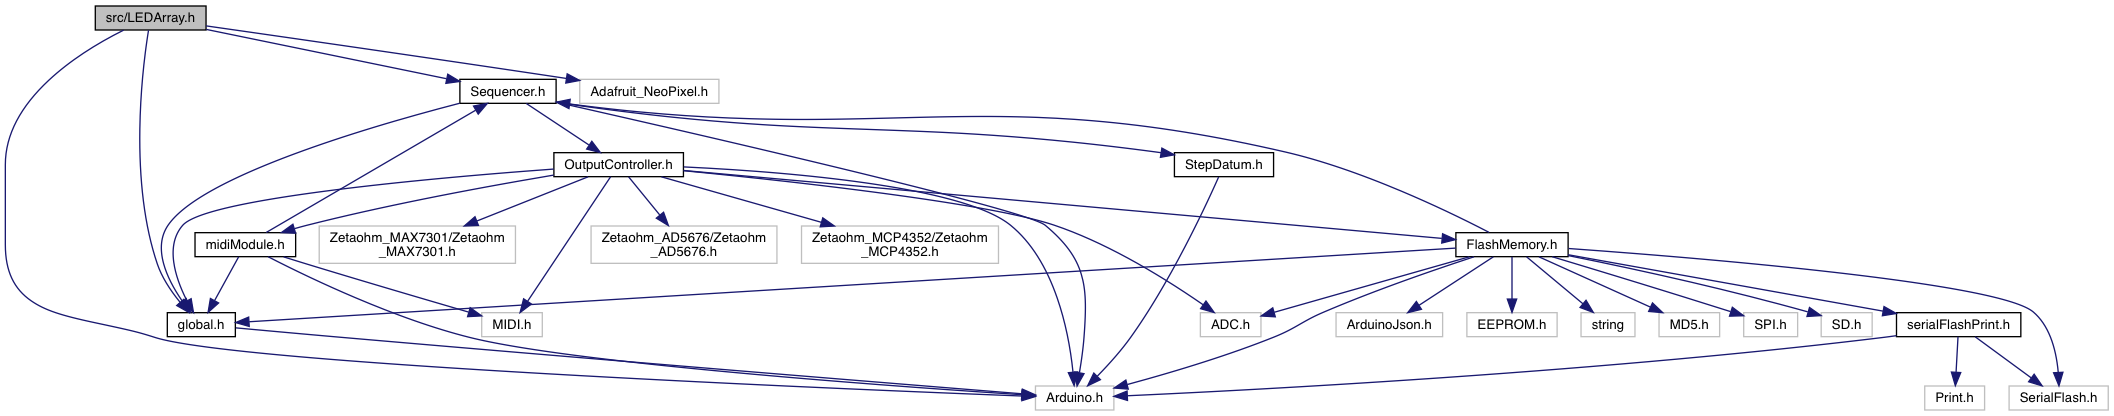 src/LEDArray.h
Sequencer.h
Adafruit_NeoPixel.h
OutputController.h
StepDatum.h
midiModule.h
Zetaohm_MAX7301/Zetaohm
_MAX7301.h
Zetaohm_AD5676/Zetaohm
_AD5676.h
Zetaohm_MCP4352/Zetaohm
_MCP4352.h
FlashMemory.h
global.h
MIDI.h
ADC.h
ArduinoJson.h
EEPROM.h
string
MD5.h
SPI.h
SD.h
serialFlashPrint.h
Arduino.h
Print.h
SerialFlash.h